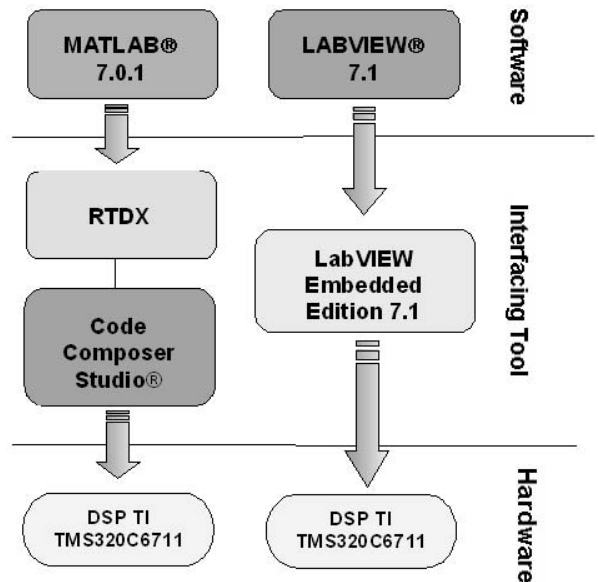 MATLAB®
7.0.1
LABVIEW®
7.1
Software
RTDX
LabVIEW
Embedded
Edition 7.1
Code
Composer
Studio®
Interfacing Tool
DSP TI
TMS320C6711
DSP TI
TMS320C6711
Hardware